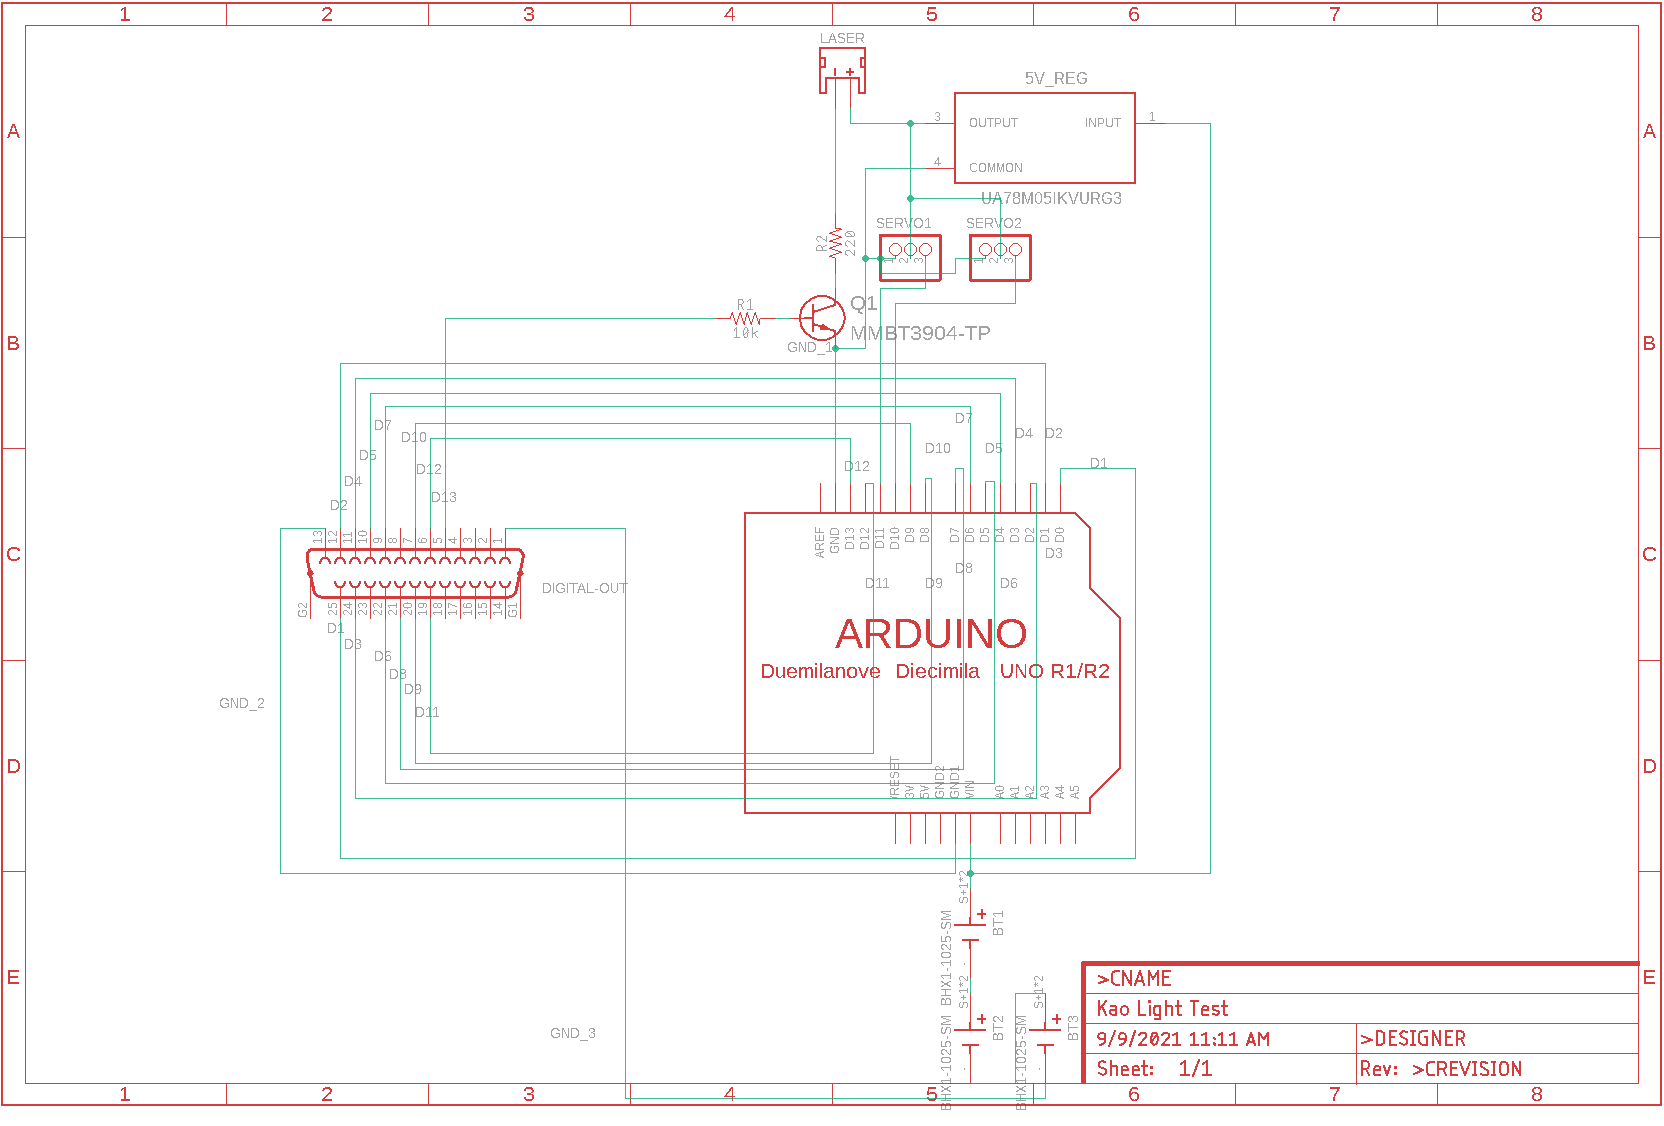 1 2 3 4 5 6 7 8
LASER
- +
5V_REG
A A
3 OUTPUT INPUT 1
4 COMMON
UA78M05IKVURG3
SERVO1 SERVO2
R2
220
1 2 3 1 2 3
R1
10k
Q1
MMBT3904-TP
GND_1
B B
D7
D10
D5
D12
D4
D13
D2
D7
D10
D5
D4
D2
D12
D1
13 12 11 10 9 8 7 6 5 4 3 2 1
DIGITAL-OUT
G2 25 24 23 22 21 20 19 18 17 16 15 14 G1
C C
AREF GND D13 D12 D11 D10 D9 D8 D7 D6 D5 D4 D3 D2 D1 D0
D3
D8
D11 D9 D6
D1
D3
D6
D8
D9
D11
ARDUINO
Duemilanove Diecimila UNO R1/R2
GND_2
D D
/RESET 3V 5V GND2 GND1 VIN A0 A1 A2 A3 A4 A5
S+1*2
BHX1-1025-SM
+
BT1
S+1*2
BHX1-1025-SM
+
BT2
S+1*2
BHX1-1025-SM
+
BT3
GND_3
E E
>CNAME
Kao Light Test
9/9/2021 11:11 AM >DESIGNER
Sheet: 1/1 Rev: >CREVISION
1 2 3 4 5 6 7 8